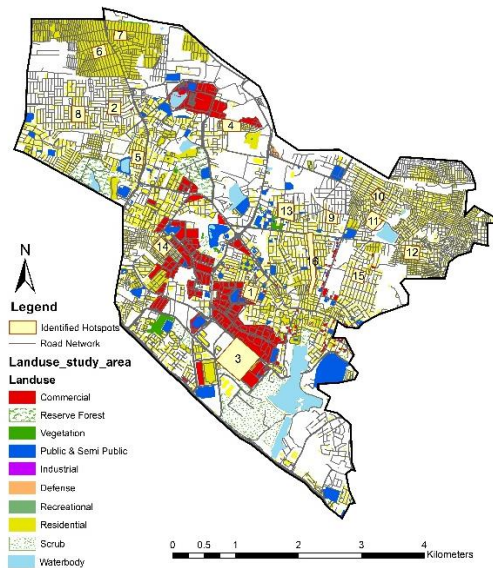 7
6
8
2
4
5
10
13
9
11
14
16
12
15
3
N
Legend
Identified Hotspots
Road Network
Landuse_study_area
Landuse
Commercial
Reserve Forest
Vegetation
Public & Semi Public
Industrial
Defense
Recreational
Residential
Scrub
Waterbody
0 0.5 1 2 3 4
Kilometers